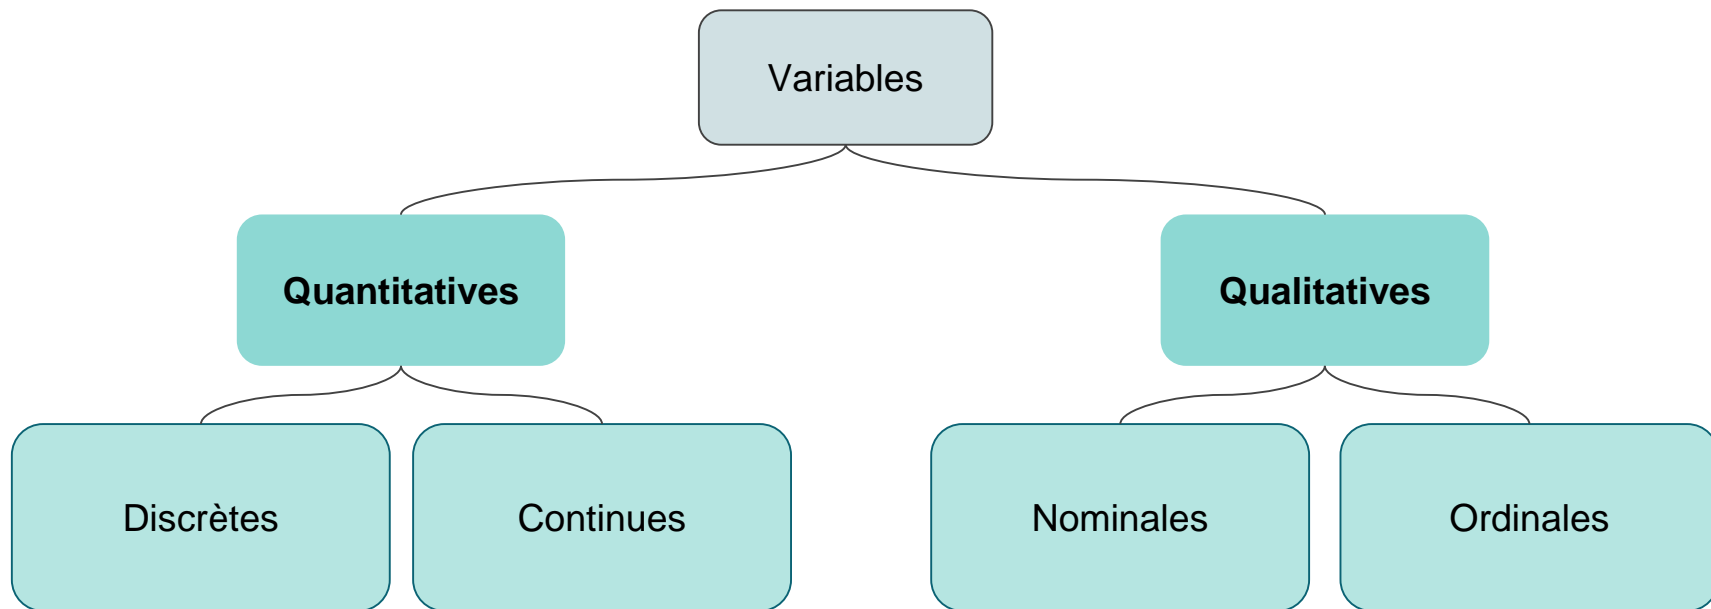 Variables
Quantitatives
Qualitatives
Discrètes
Continues
Nominales
Ordinales